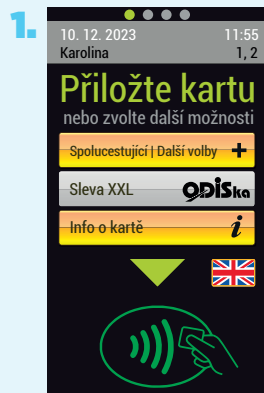 1.
10. 12. 2023 11:55
Karolina 1, 2
Přiložte kartu
nebo zvolte další možnosti
Spolucestující | Další volby +
Sleva XXL ODISka
Info o kartě i